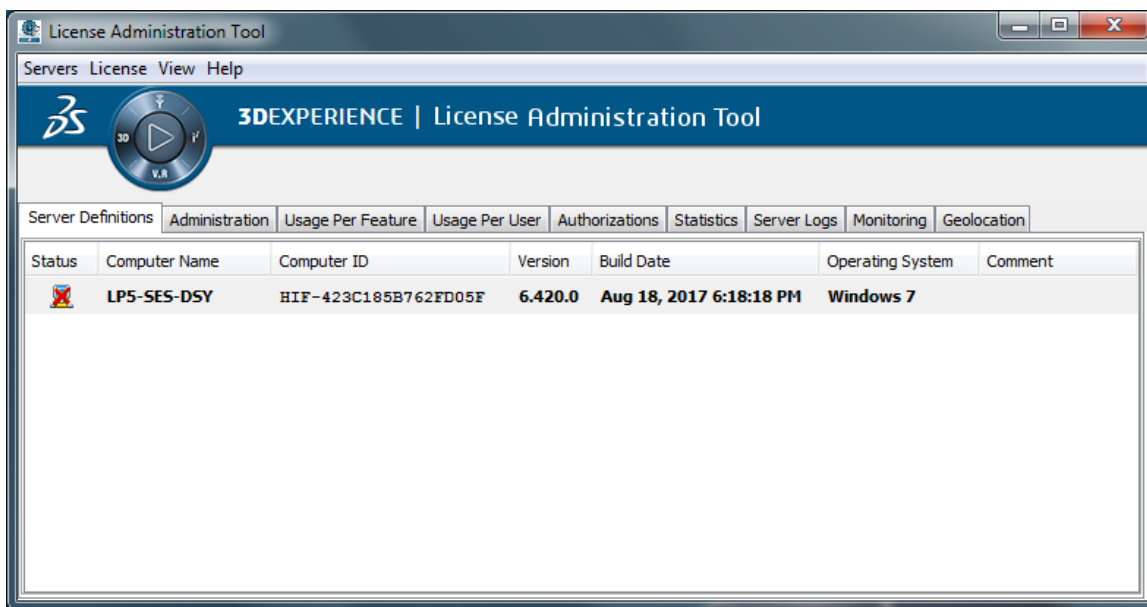 License Administration Tool
Servers License View Help
3DEXPERIENCE | License Administration Tool
3D
V,R
Server Definitions Administration Usage Per Feature Usage Per User Authorizations Statistics Server Logs Monitoring Geolocation
Status Computer Name Computer ID Version Build Date Operating System Comment
LP5-SES-DSY HIF-423C185B762FD05F 6.420.0 Aug 18, 2017 6:18:18 PM Windows 7